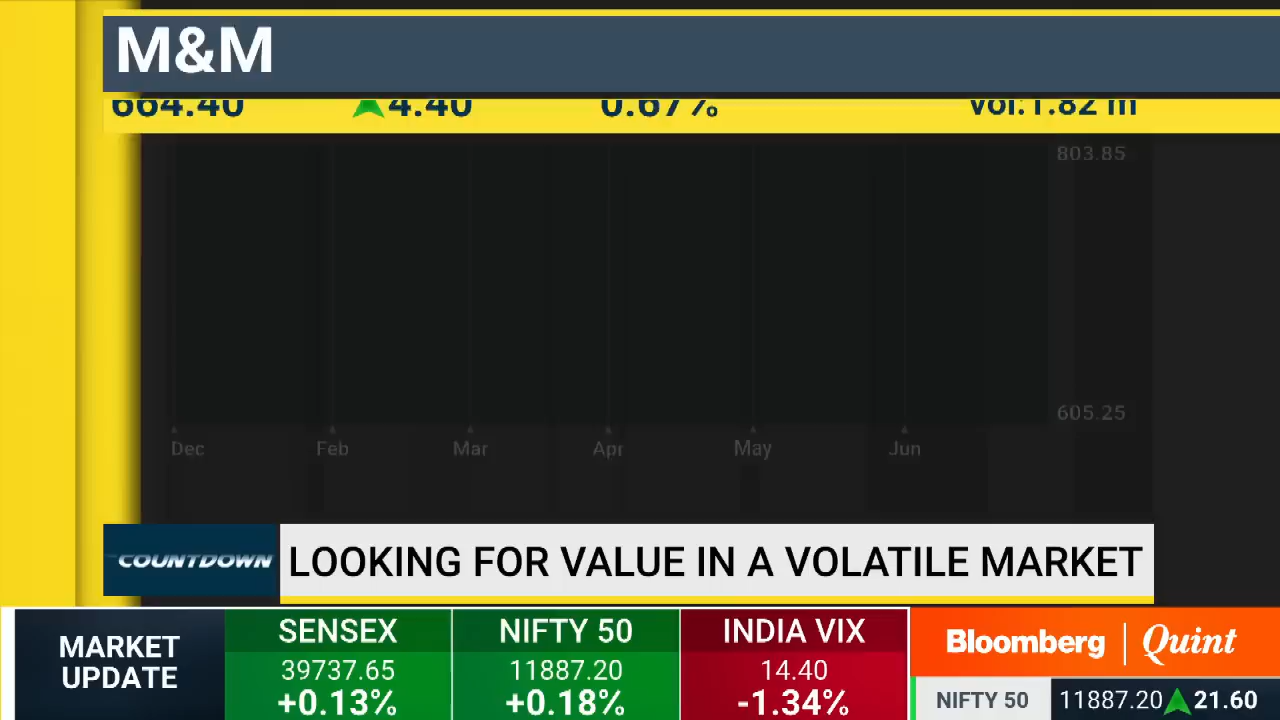 M&M
664.40 ▲4.40 0.67% Vol:1.82 m
803.85
605.25
Dec Feb Mar Apr May Jun
COUNTDOWN LOOKING FOR VALUE IN A VOLATILE MARKET
MARKET UPDATE
SENSEX
39737.65
+0.13%
NIFTY 50
11887.20
+0.18%
INDIA VIX
14.40
-1.34%
Bloomberg | Quint
NIFTY 50 11887.20 ▲21.60